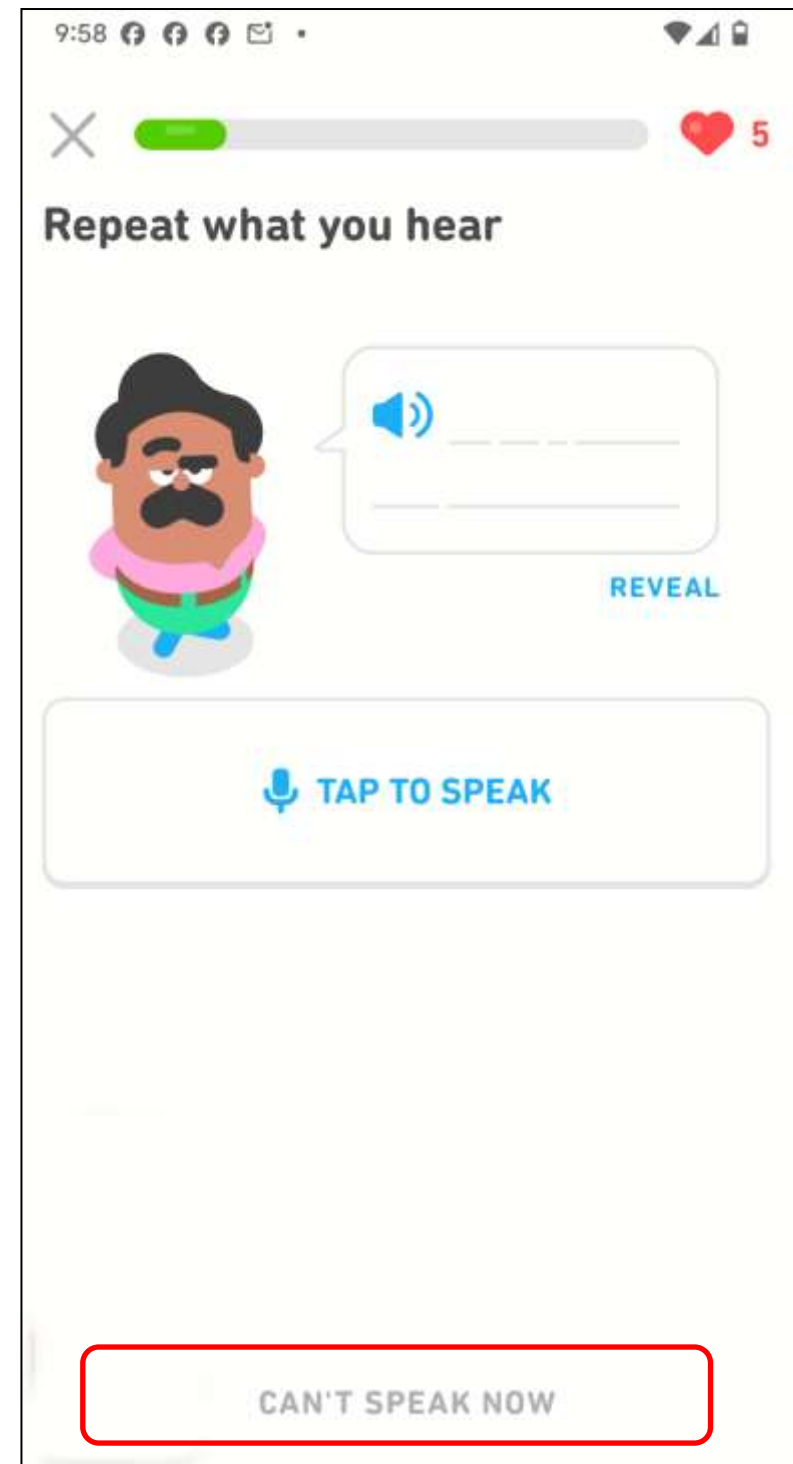 9:58
5
Repeat what you hear
REVEAL
TAP TO SPEAK
CAN'T SPEAK NOW